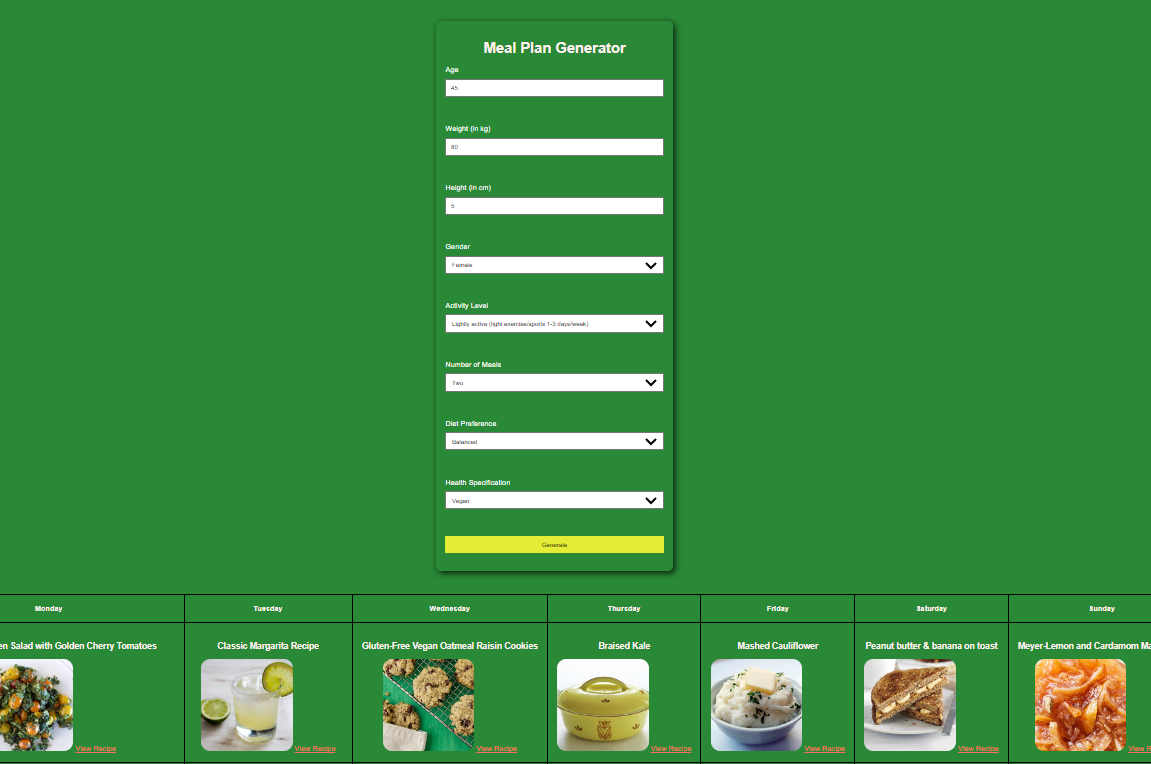 Meal Plan Generator
Age
45
Weight (in kg)
80
Height (in cm)
5
Gender
Female
Activity Level
Lightly active (light exercise/sports 1-3 days/week)
Number of Meals
Two
Diet Preference
Balanced
Health Specification
Vegan
Generate
Monday Tuesday Wednesday Thursday Friday Saturday Sunday
en Salad with Golden Cherry Tomatoes Classic Margarita Recipe Gluten-Free Vegan Oatmeal Raisin Cookies Braised Kale Mashed Cauliflower Peanut butter & banana on toast Meyer-Lemon and Cardamom Ma
View Recipe View Recipe View Recipe View Recipe View Recipe View Recipe View R